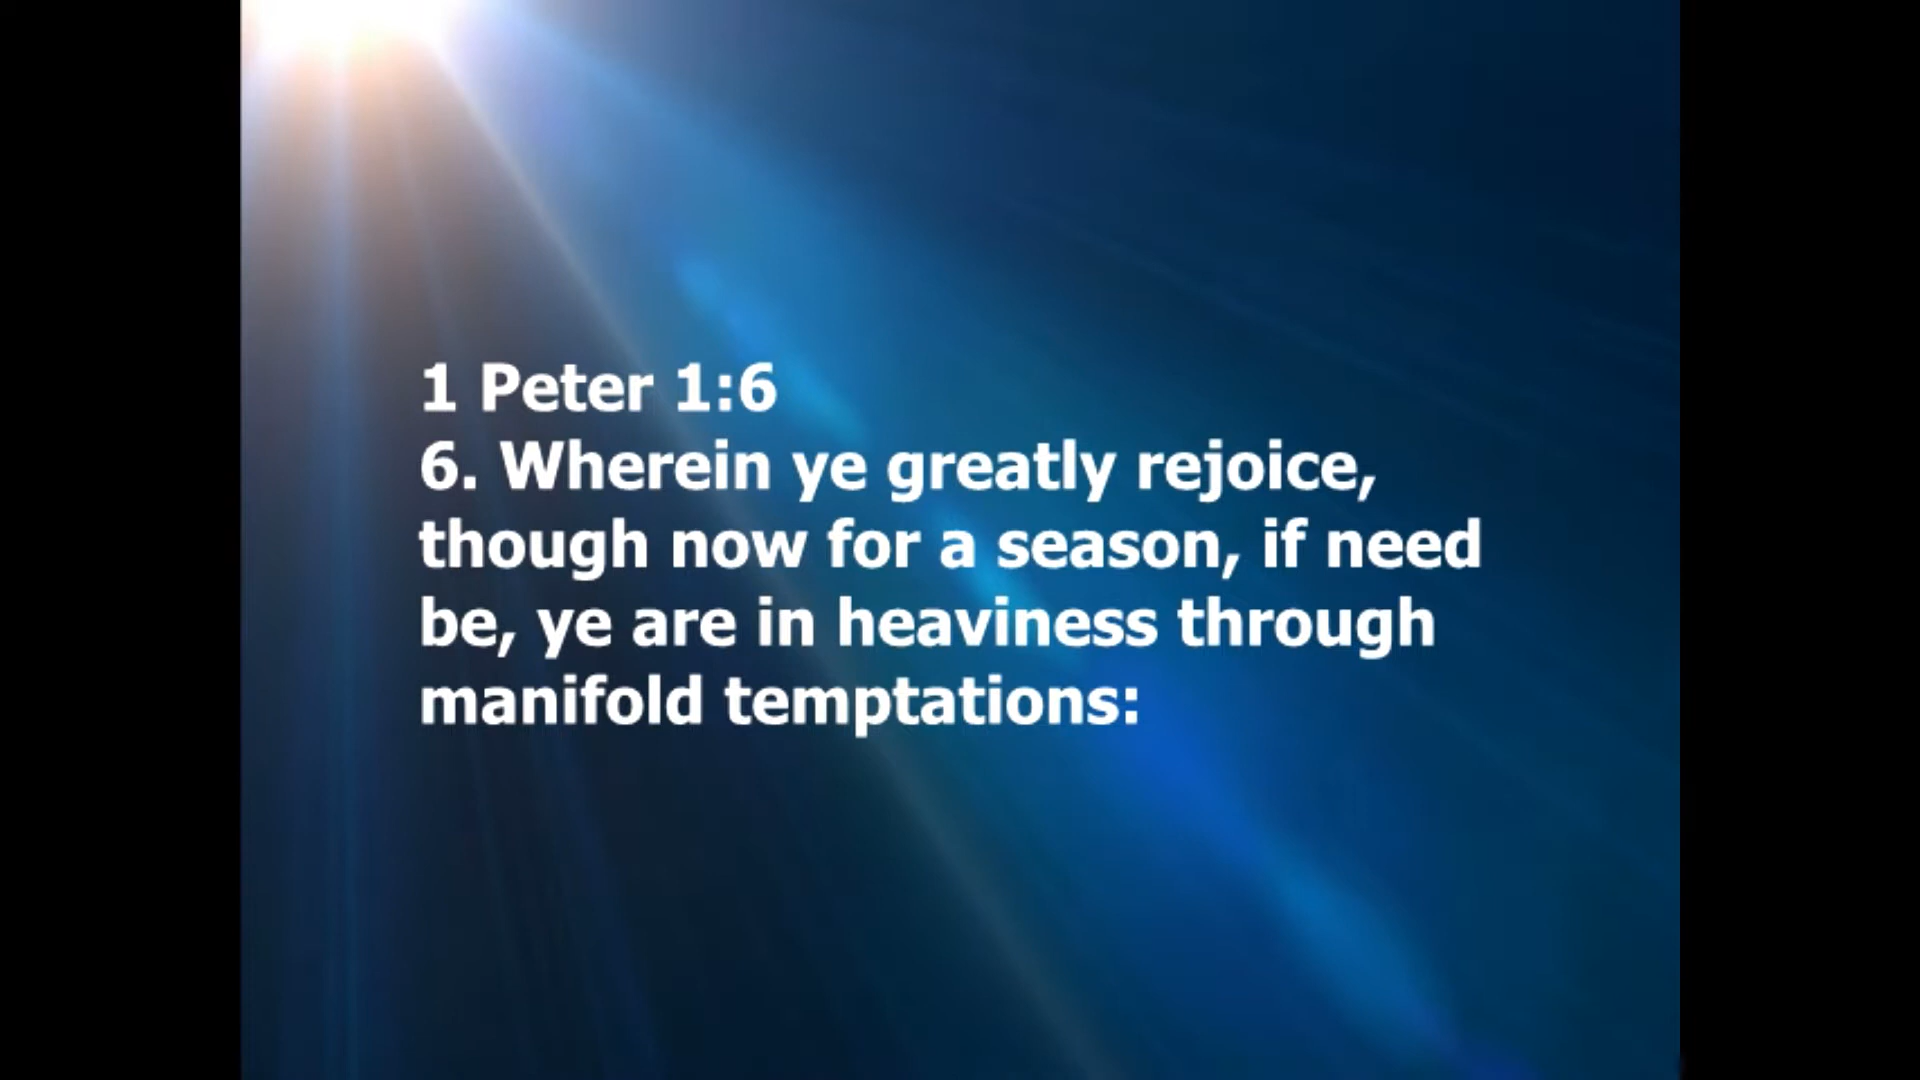 1 Peter 1:6
6. Wherein ye greatly rejoice,
though now for a season, if need
be, ye are in heaviness through
manifold temptations: